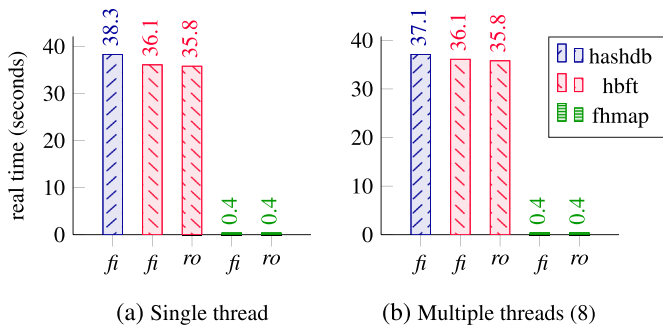 real time (seconds)
40
30
20
10
0
38.3
36.1
35.8
0.4
0.4
fi
fi
ro
fi
ro
(a) Single thread
40
30
20
10
0
37.1
36.1
35.8
0.4
0.4
fi
fi
ro
fi
ro
(b) Multiple threads (8)
hashdb
hbft
fhmap